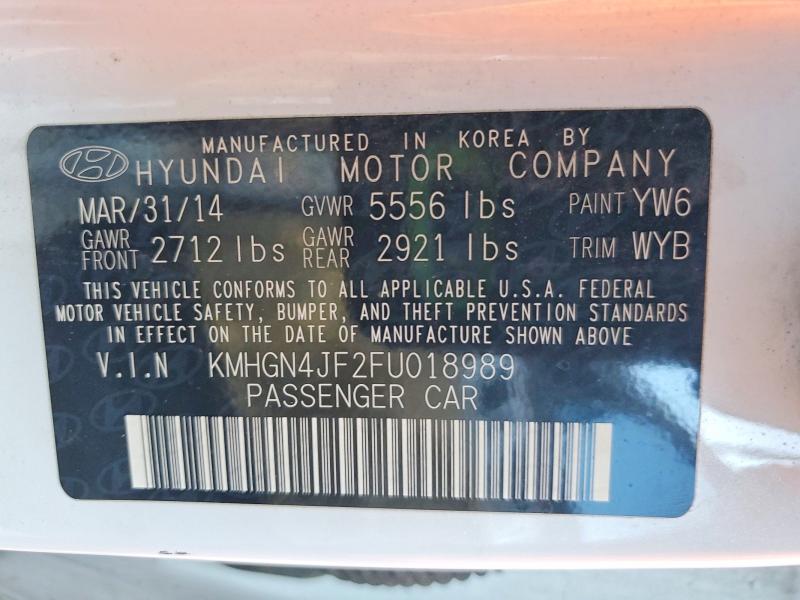 MANUFACTURED IN KOREA BY
HYUNDAI MOTOR COMPANY
MAR/31/14 GVWR 5556 lbs PAINT YW6
GAWR FRONT 2712 lbs GAWR REAR 2921 lbs TRIM WYB
THIS VEHICLE CONFORMS TO ALL APPLICABLE U.S.A. FEDERAL
MOTOR VEHICLE SAFETY, BUMPER, AND THEFT PREVENTION STANDARDS
IN EFFECT ON THE DATE OF MANUFACTURE SHOWN ABOVE
V.I.N KMHGN4JF2FU018989
PASSENGER CAR